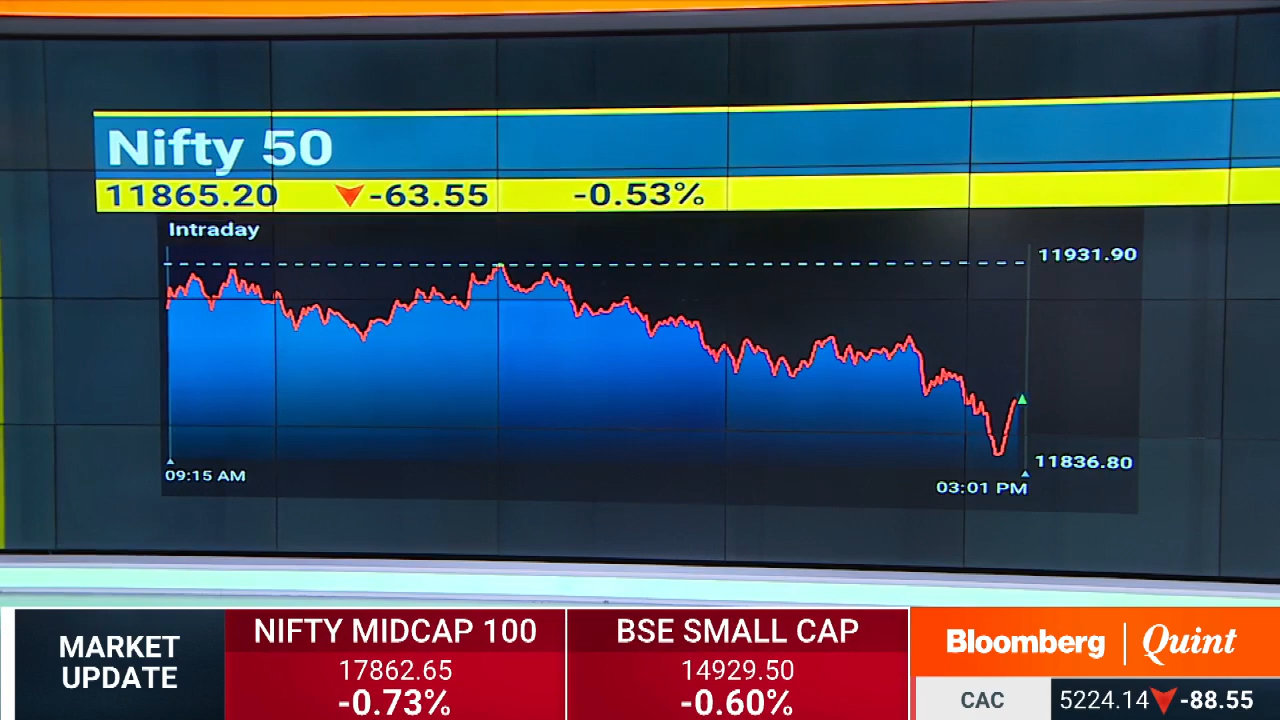 Nifty 50
11865.20 -63.55 -0.53%
Intraday
11931.90
11836.80
09:15 AM
03:01 PM
MARKET
UPDATE
NIFTY MIDCAP 100
17862.65
-0.73%
BSE SMALL CAP
14929.50
-0.60%
Bloomberg | Quint
CAC 5224.14 -88.55